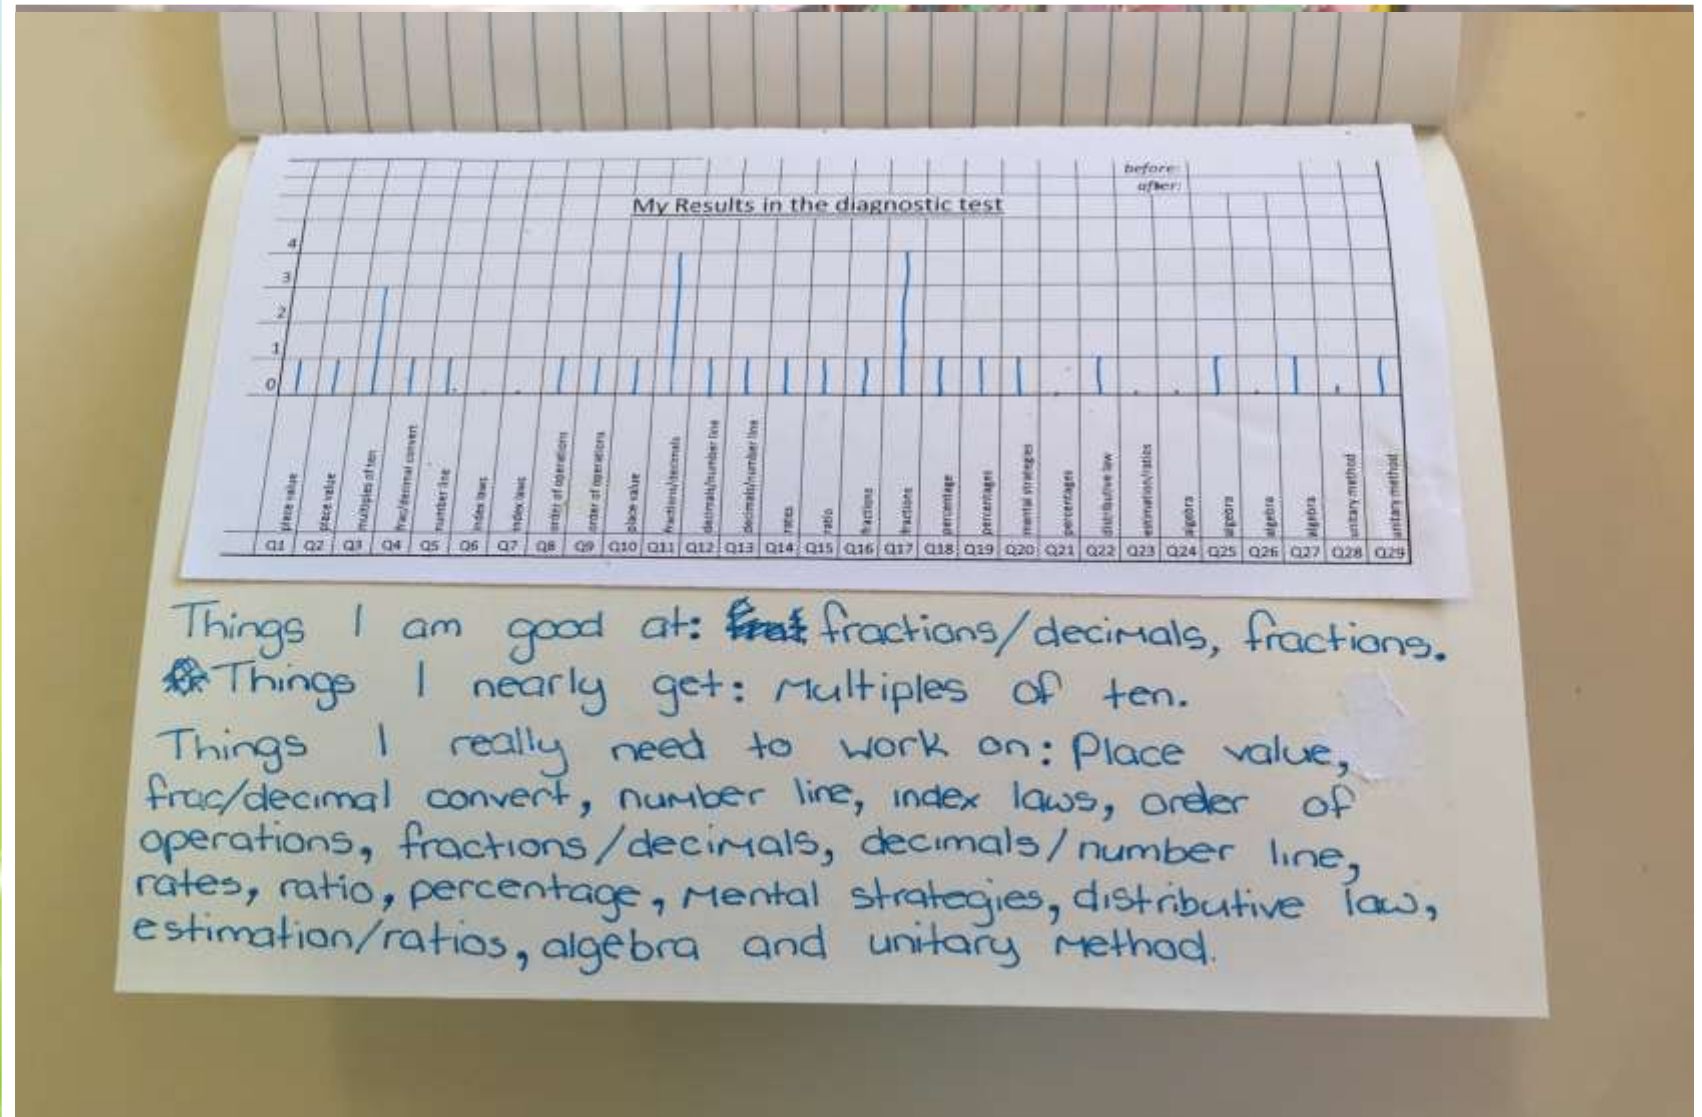 before:
after:
My Results in the diagnostic test
4
3
2
1
0
place value
place value
multiples of ten
frac/decimal convert
number line
index laws
index laws
order of operations
order of operations
place value
fractions/decimals
decimals/number line
decimals/number line
rates
ratio
fractions
fractions
percentage
percentages
mental strategies
percentages
distributive law
estimation/ratios
algebra
algebra
algebra
algebra
unitary method
unitary method
Q1 Q2 Q3 Q4 Q5 Q6 Q7 Q8 Q9 Q10 Q11 Q12 Q13 Q14 Q15 Q16 Q17 Q18 Q19 Q20 Q21 Q22 Q23 Q24 Q25 Q26 Q27 Q28 Q29
Things I am good at: fractions/decimals, fractions.
Things I nearly get: Multiples of ten.
Things I really need to work on: Place value,
frac/decimal convert, number line, index laws, order of
operations, fractions/decimals, decimals/number line,
rates, ratio, percentage, Mental strategies, distributive law,
estimation/ratios, algebra and unitary Method.